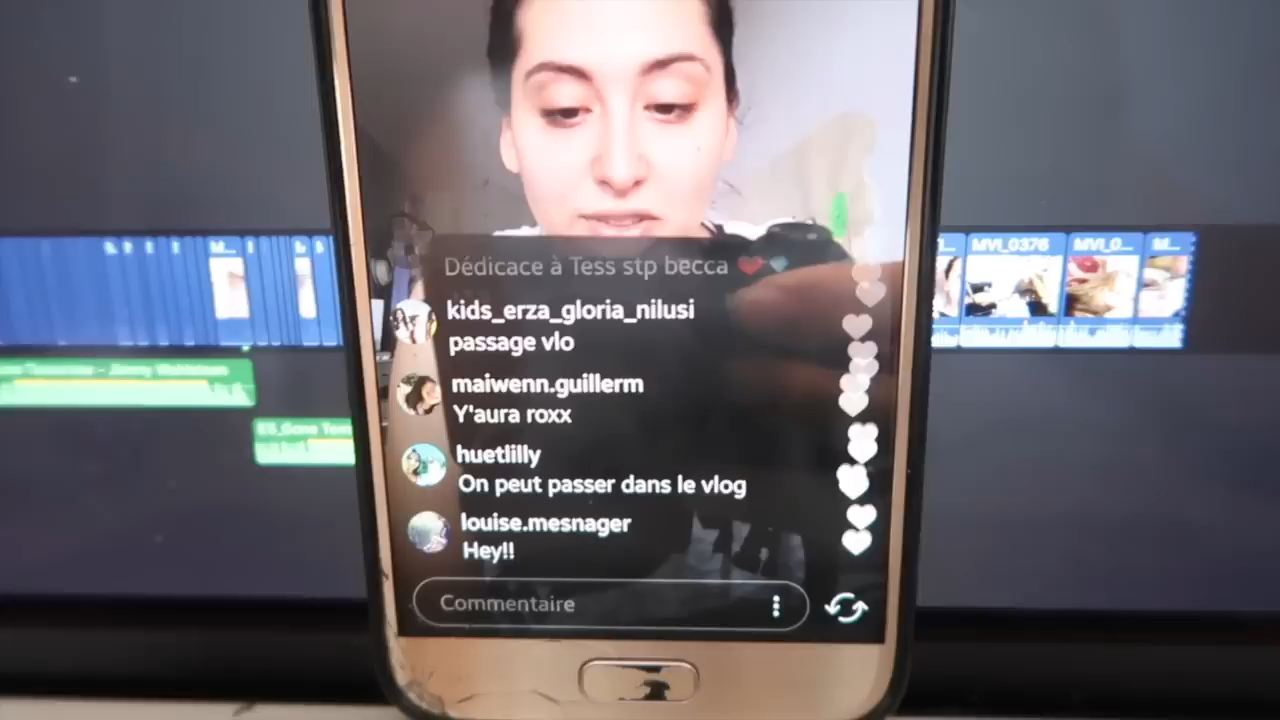 Dédicace à Tess stp becca
kids_erza_gloria_nilusi
passage vlo
maiwenn.guillerm
Y'aura roxx
huetlilly
On peut passer dans le vlog
louise.mesnager
Hey!!
Commentaire
M...
MVI_0376
MVI_0...
M...
ES_Gone